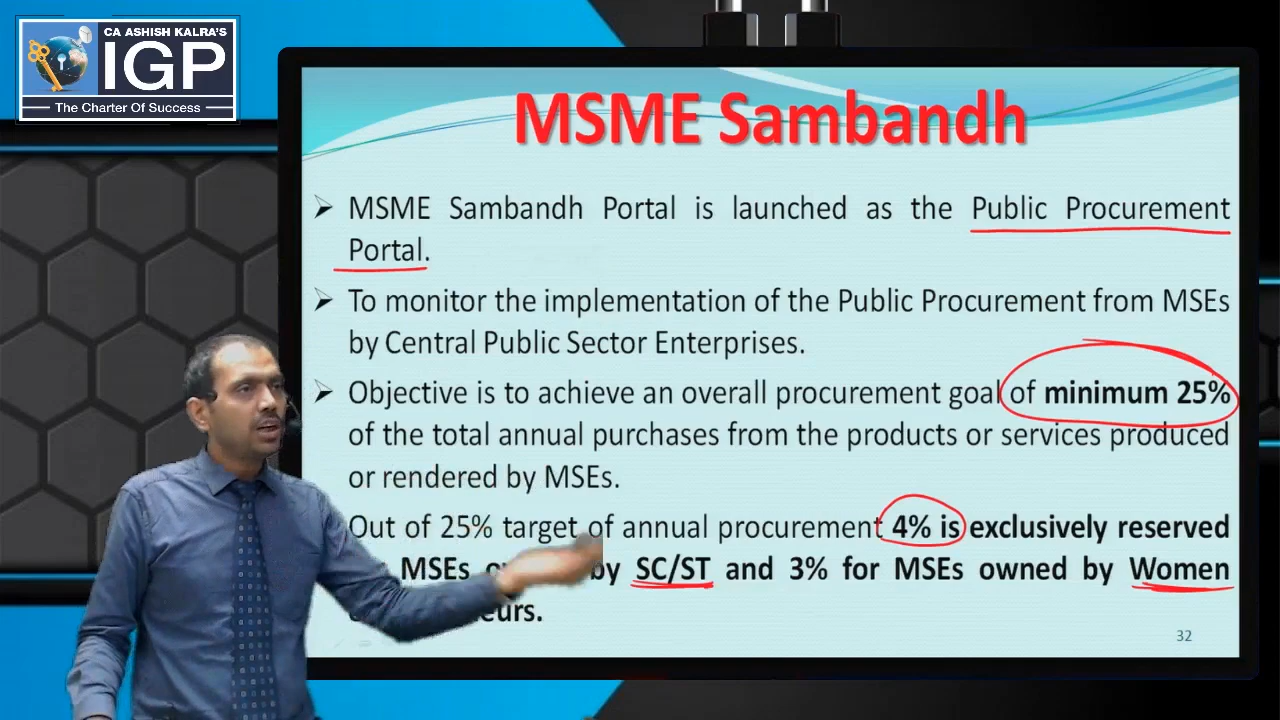 CA ASHISH KALRA'S
IGP
The Charter Of Success
MSME Sambandh
MSME Sambandh Portal is launched as the Public Procurement
Portal.
To monitor the implementation of the Public Procurement from MSEs
by Central Public Sector Enterprises.
Objective is to achieve an overall procurement goal of minimum 25%
of the total annual purchases from the products or services produced
or rendered by MSEs.
Out of 25% target of annual procurement 4% is exclusively reserved
MSEs by SC/ST and 3% for MSEs owned by Women
32